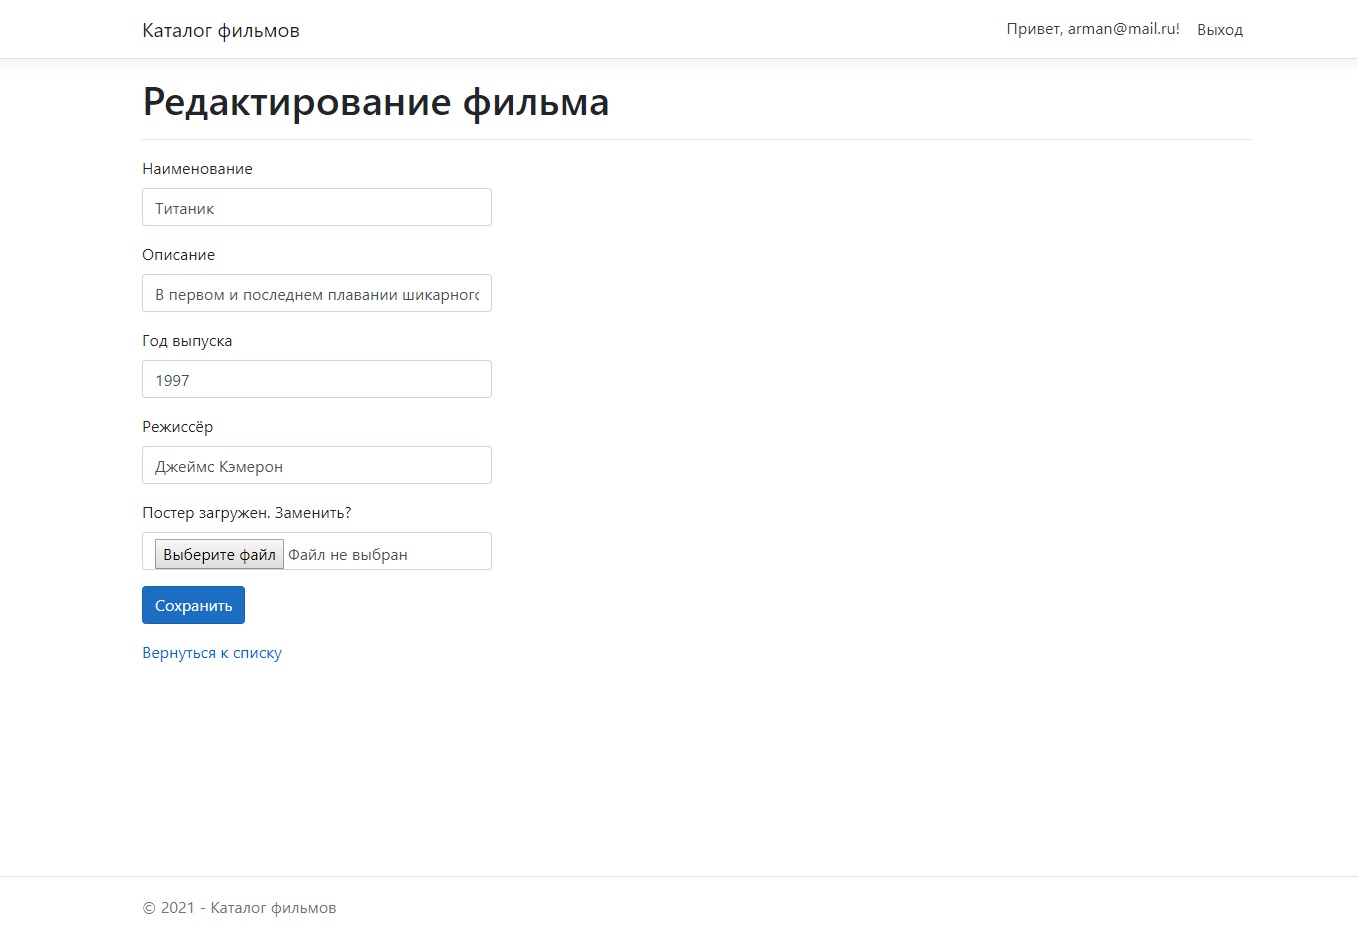 Каталог фильмов
Привет, arman@mail.ru! Выход
Редактирование фильма
Наименование
Титаник
Описание
В первом и последнем плавании шикарног
Год выпуска
1997
Режиссёр
Джеймс Кэмерон
Постер загружен. Заменить?
Выберите файл Файл не выбран
Сохранить
Вернуться к списку
© 2021 - Каталог фильмов